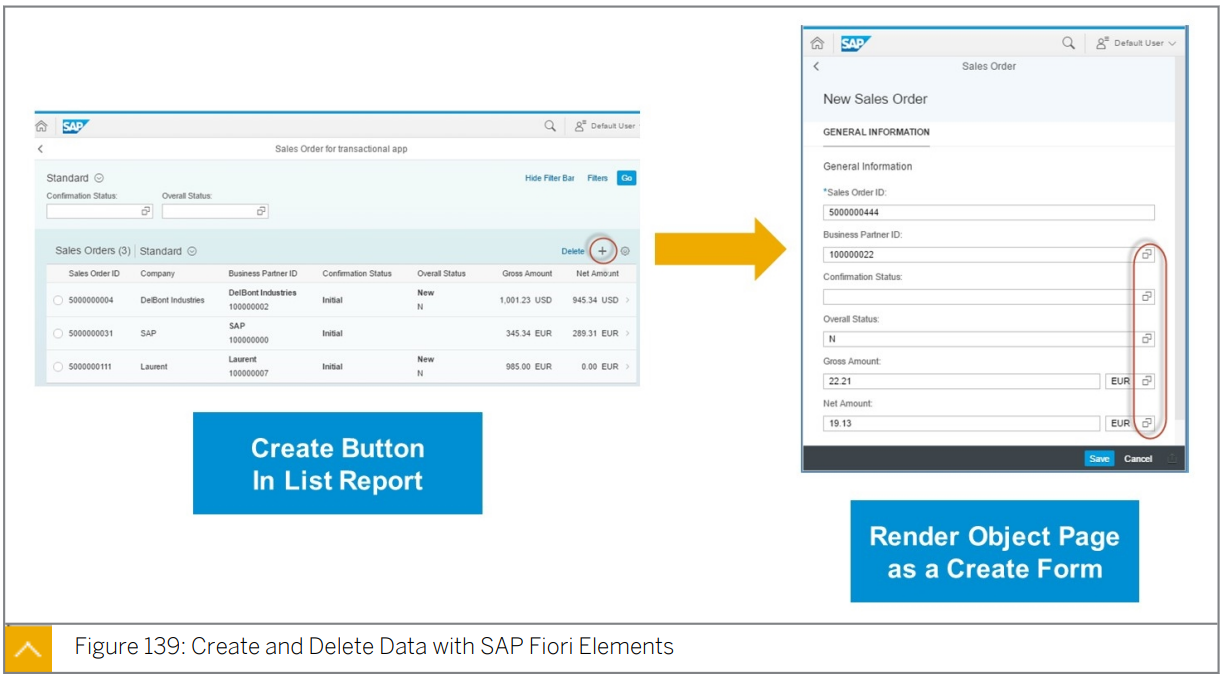 SAP
Default User
Sales Order for transactional app
Standard
Hide Filter Bar Filters Go
Confirmation Status: Overall Status:
Sales Orders (3) Standard Delete +
Sales Order ID Company Business Partner ID Confirmation Status Overall Status Gross Amount Net Amount
5000000004 DelBont Industries DelBont Industries 100000002 Initial New N 1,001.23 USD 945.34 USD
5000000031 SAP SAP 100000000 Initial 345.34 EUR 289.31 EUR
5000000111 Laurent Laurent 100000007 Initial New N 985.00 EUR 0.00 EUR
Create Button
In List Report
SAP
Default User
Sales Order
New Sales Order
GENERAL INFORMATION
General Information
*Sales Order ID:
5000000444
Business Partner ID:
100000022
Confirmation Status:
Overall Status:
N
Gross Amount:
22.21 EUR
Net Amount:
19.13 EUR
Save Cancel
Render Object Page
as a Create Form
Figure 139: Create and Delete Data with SAP Fiori Elements